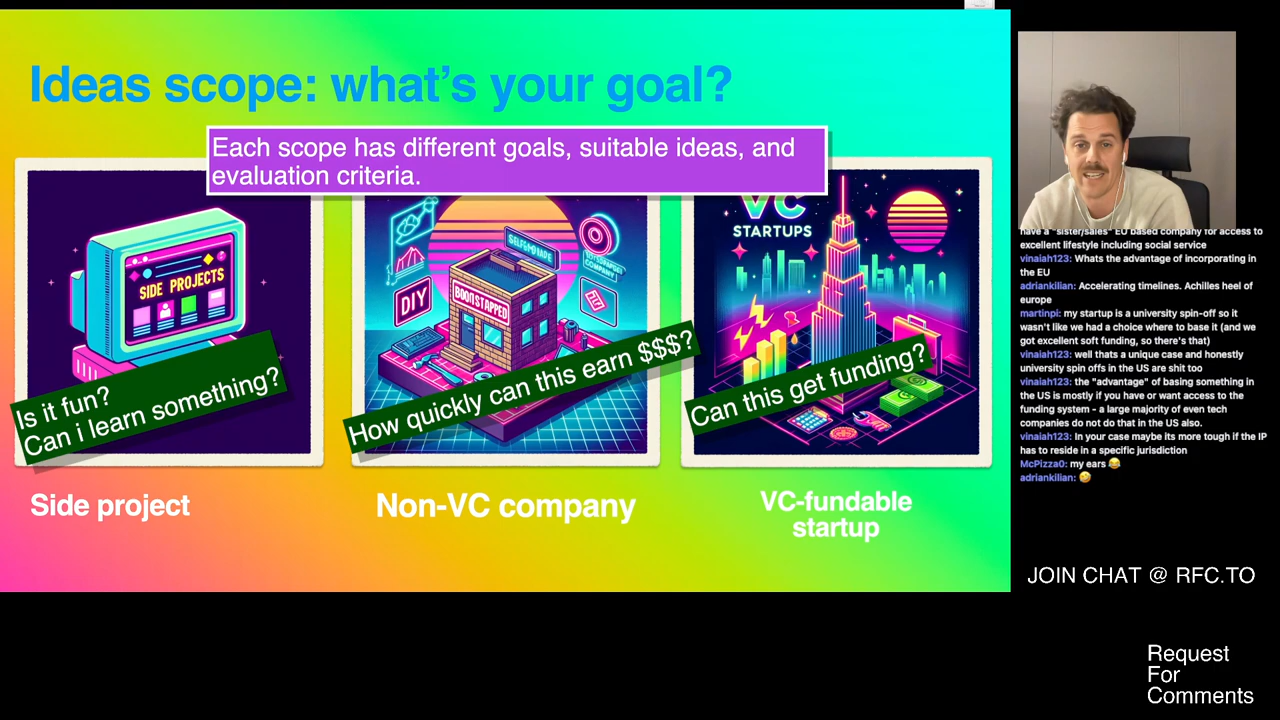 Ideas scope: what's your goal?
Each scope has different goals, suitable ideas, and
evaluation criteria.
SIDE PROJECTS
Is it fun?
Can i learn something?
Side project
SELFGMADE
DIY
BOONSTAPPED
COMPANY
How quickly can this earn $$$?
Non-VC company
VC
STARTUPS
Can this get funding?
VC-fundable
startup
have a "sister/sales" EU based company for access to
excellent lifestyle including social service
vinaiah123: Whats the advantage of incorporating in
the EU
adriankilian: Accelerating timelines. Achilles heel of
europe
martinpi: my startup is a university spin-off so it
wasn't like we had a choice where to base it (and we
got excellent soft funding, so there's that)
vinaiah123: well thats a unique case and honestly
university spin offs in the US are shit too
vinaiah123: the "advantage" of basing something in
the US is mostly if you have or want access to the
funding system - a large majority of even tech
companies do not do that in the US also.
vinaiah123: In your case maybe its more tough if the IP
has to reside in a specific jurisdiction
McPizza0: my ears 😂
adriankilian: 🤣
JOIN CHAT @ RFC.TO
Request
For
Comments